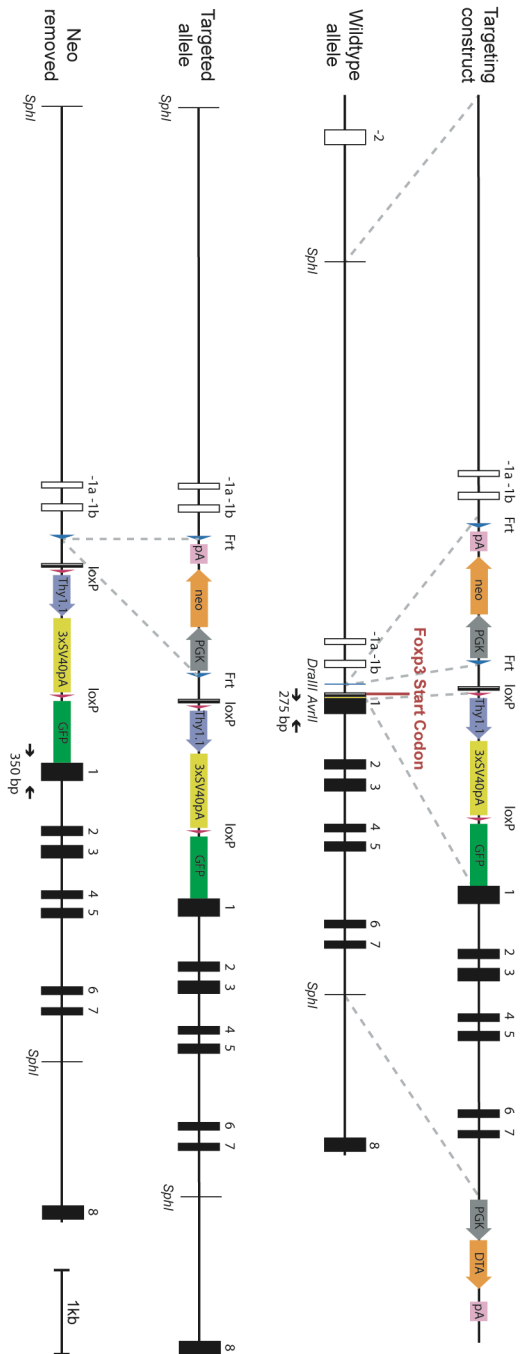 Targeting
construct
-1a -1b Frt Frt loxP loxP 1 2 3 4 5 6 7
pA neo PGK Thy1.1 3xSV40pA GFP PGK DTA pA
Foxp3 Start Codon
Wildtype
allele
-2 -1a -1b 1 2 3 4 5 6 7 8
SphI DraIII AvrII SphI
275 bp
Targeted
allele
-1a -1b Frt Frt loxP loxP 1 2 3 4 5 6 7 8
pA neo PGK Thy1.1 3xSV40pA GFP
SphI SphI
Neo
removed
-1a -1b loxP loxP 1 2 3 4 5 6 7 8
Thy1.1 3xSV40pA GFP
SphI SphI
350 bp
1kb